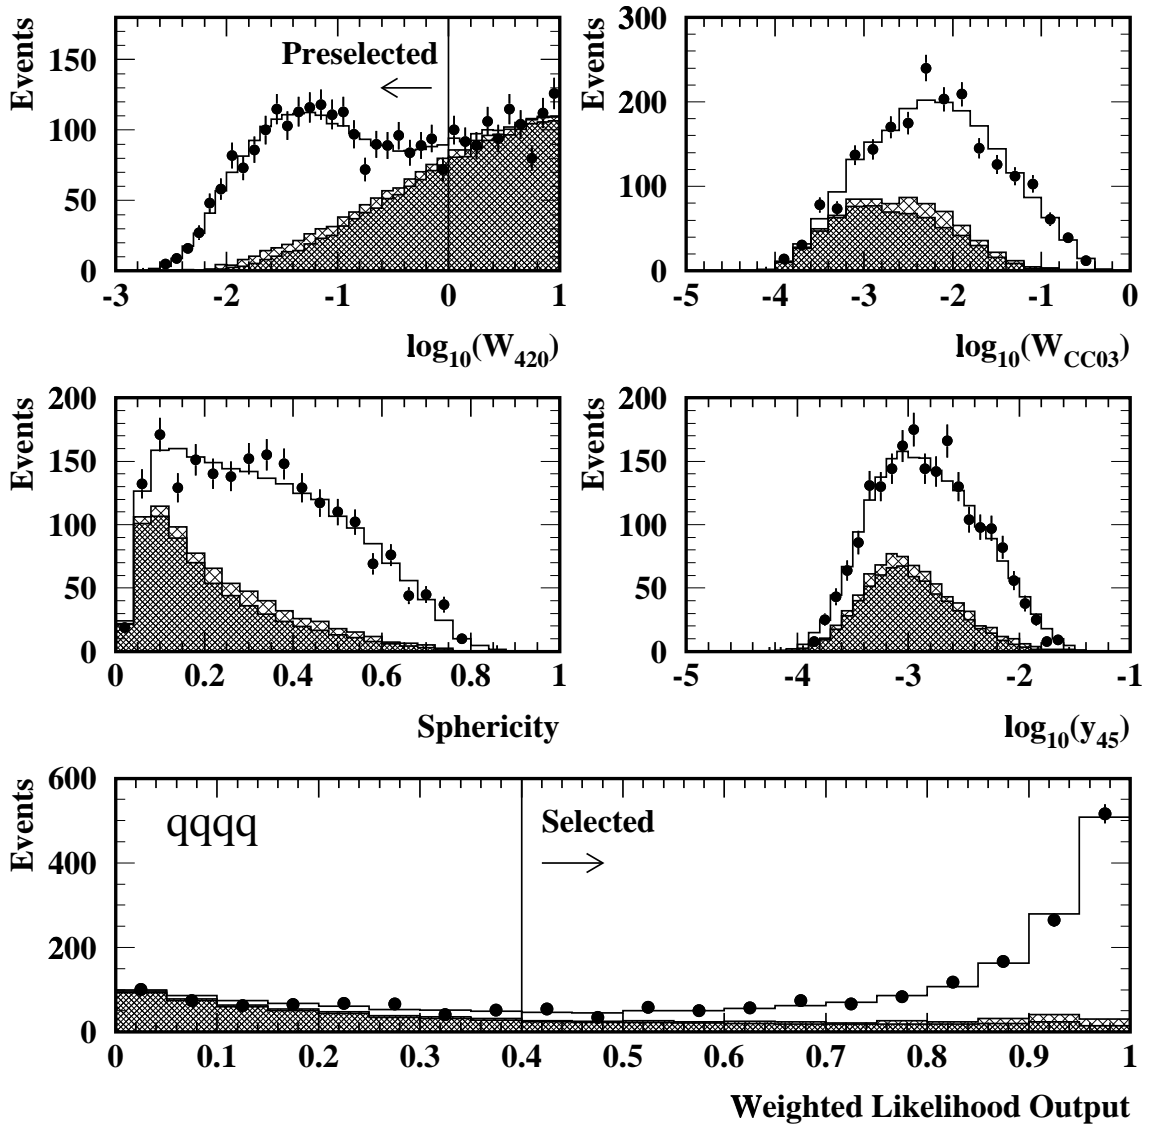 Events
150
100
50
0
Preselected
-3 -2 -1 0 1
log10(W420)
Events
300
200
100
0
-5 -4 -3 -2 -1 0
log10(WCC03)
Events
200
150
100
50
0
0 0.2 0.4 0.6 0.8 1
Sphericity
Events
200
150
100
50
0
-5 -4 -3 -2 -1
log10(y45)
Events
600
400
200
0
qqqq
Selected
0 0.1 0.2 0.3 0.4 0.5 0.6 0.7 0.8 0.9 1
Weighted Likelihood Output